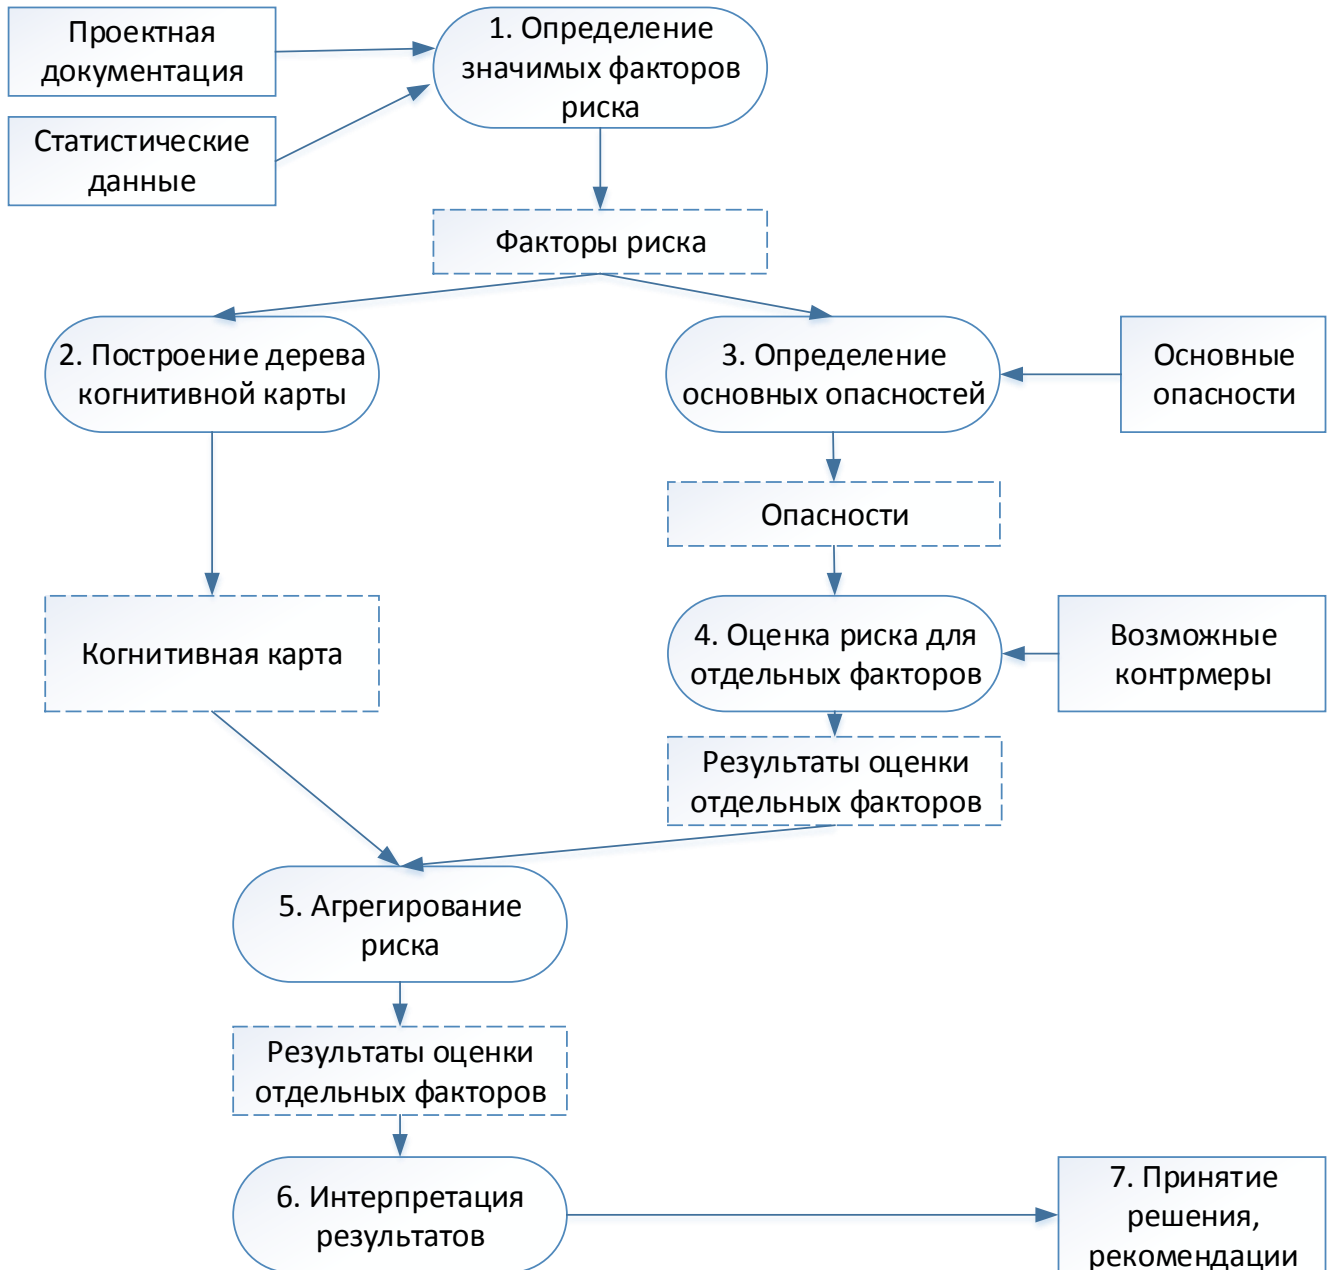 Проектная
документация
1. Определение
значимых факторов
риска
Статистические
данные
Факторы риска
2. Построение дерева
когнитивной карты
3. Определение
основных опасностей
Основные
опасности
Опасности
Когнитивная карта
4. Оценка риска для
отдельных факторов
Возможные
контрмеры
Результаты оценки
отдельных факторов
5. Агрегирование
риска
Результаты оценки
отдельных факторов
6. Интерпретация
результатов
7. Принятие
решения,
рекомендации